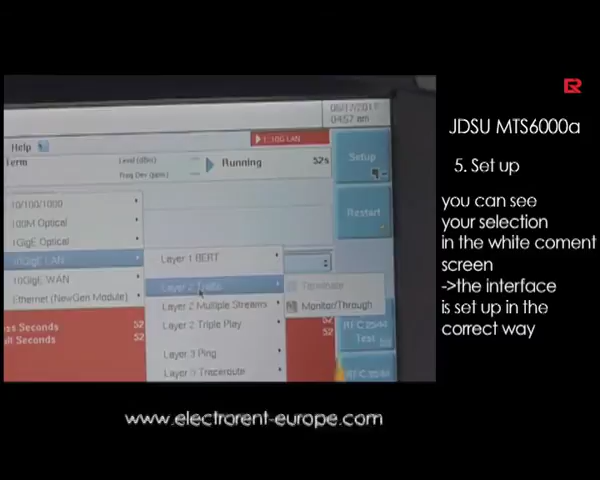 05/17/201
04:57 am
Help
1: 10G LAN
Term
Level (dBm)
Freq Dev (ppm)
Running
52s
Setup
Restart
10/100/1000
100M Optical
1GigE Optical
10GigE LAN
10GigE WAN
Ethernet (NewGen Module)
Layer 1 BERT
Layer 2 Traffic
Layer 2 Multiple Streams
Layer 2 Triple Play
Layer 3 Ping
Layer 3 Traceroute
Terminate
Monitor/Through
Seconds 52
Seconds 52
Test
JDSU MTS6000a
5. Set up
you can see
your selection
in the white coment
screen
->the interface
is set up in the
correct way
www.electrorent-europe.com